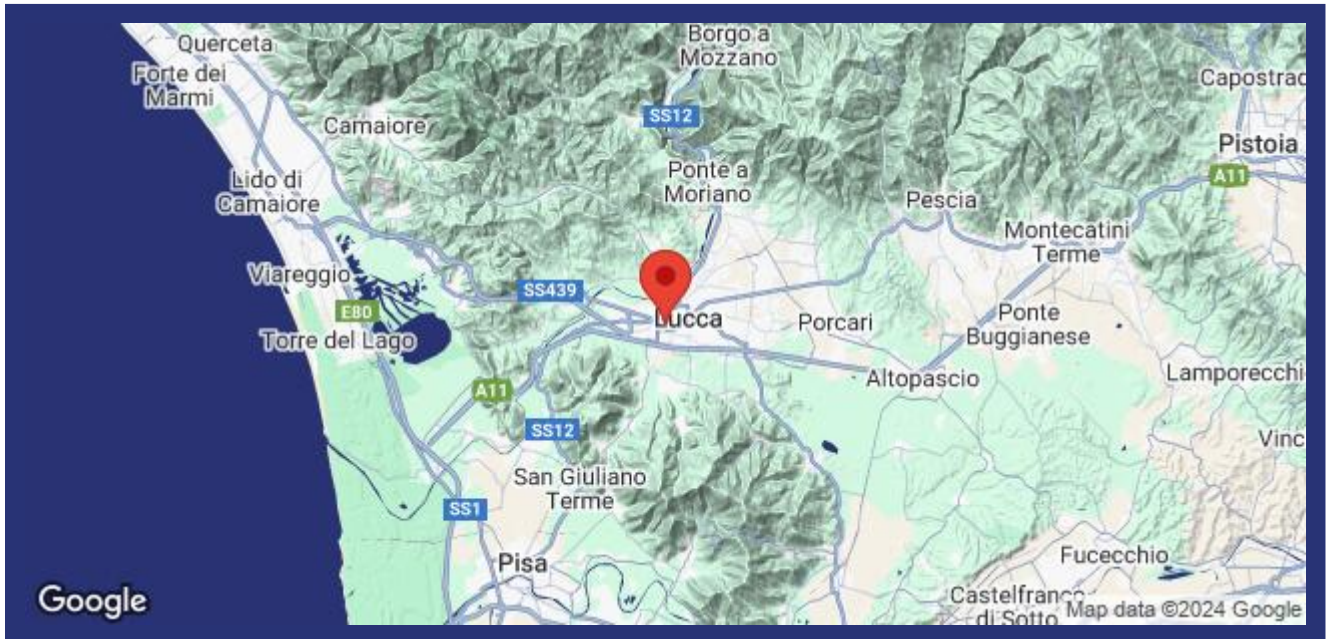 Querceta
Borgo a
Mozzano
Forte dei
Marmi
Capostrad
Camaiore
SS12
Pistoia
Ponte a
Moriano
A11
Lido di
Camaiore
Pescia
Montecatini
Terme
Viareggio
SS439
E80
Lucca
Porcari
Ponte
Buggianese
Torre del Lago
Altopascio
Lamporecchi
A11
SS12
Vinc
San Giuliano
Terme
SS1
Pisa
Fucecchio
Google
Castelfranco
di Sotto
Map data ©2024 Google